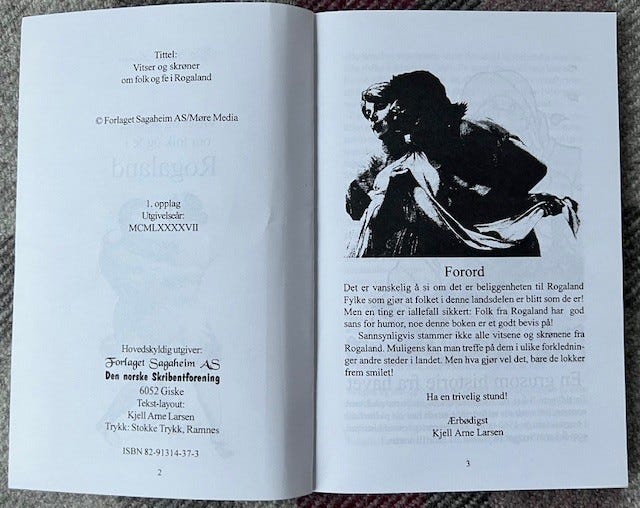 Tittel:
Vitser og skrøner
om folk og fe i Rogaland
© Forlaget Sagaheim AS/Møre Media
1. opplag
Utgivelseår:
MCMLXXXXVII
Hovedskyldig utgiver:
Forlaget Sagaheim AS
Den norske Skribentforening
6052 Giske
Tekst-layout:
Kjell Arne Larsen
Trykk: Stokke Trykk, Ramnes
ISBN 82-91314-37-3
2
Forord
Det er vanskelig å si om det er beliggenheten til Rogaland
Fylke som gjør at folket i denne landsdelen er blitt som de er!
Men en ting er iallefall sikkert: Folk fra Rogaland har god
sans for humor, noe denne boken er et godt bevis på!
Sannsynligvis stammer ikke alle vitsene og skrønene fra
Rogaland. Muligens kan man treffe på dem i ulike forklednin-
ger andre steder i landet. Men hva gjør vel det, bare de lokker
frem smilet!
Ha en trivelig stund!
Ærbødigst
Kjell Arne Larsen
3